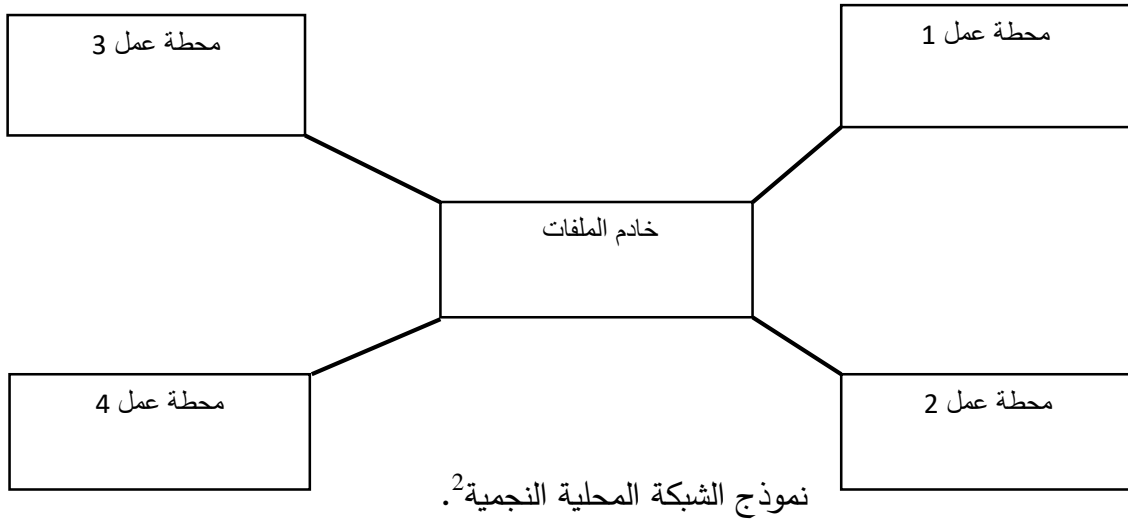 محطة عمل 1
محطة عمل 3
خادم الملفات
محطة عمل 2
محطة عمل 4
نموذج الشبكة المحلية النجمية².